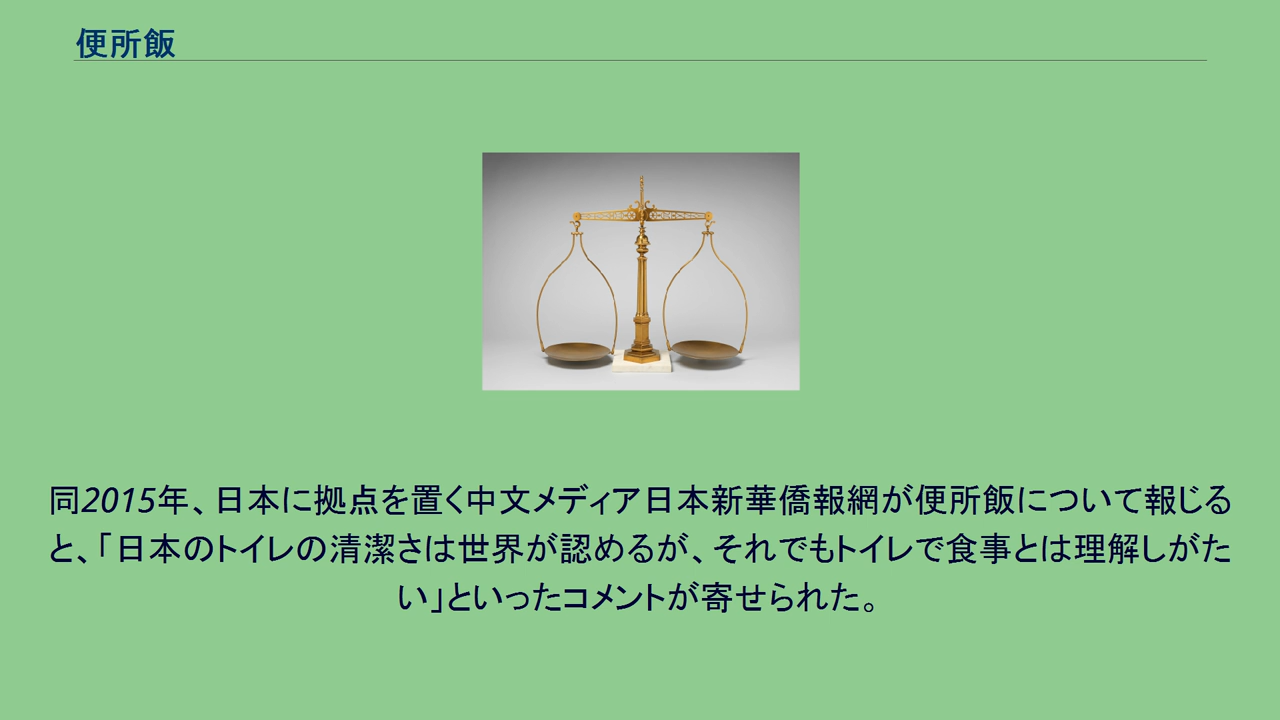 便所飯
同2015年、日本に拠点を置く中文メディア日本新華僑報網が便所飯について報じる
と、「日本のトイレの清潔さは世界が認めるが、それでもトイレで食事とは理解しがた
い」といったコメントが寄せられた。